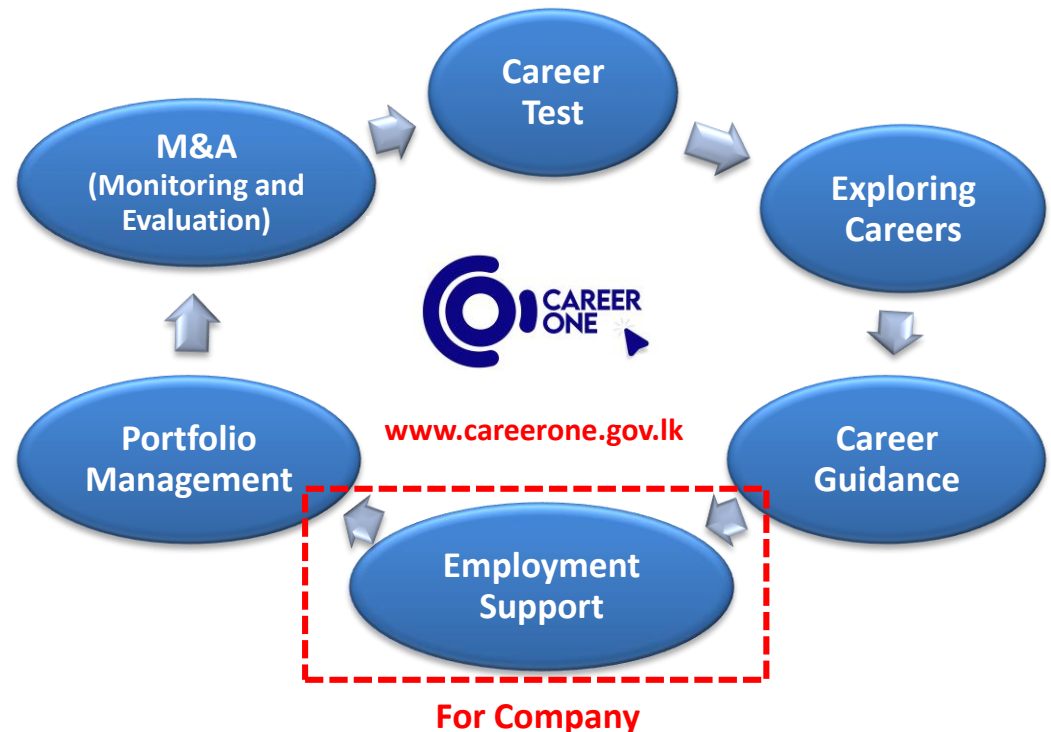 Career
Test
M&A
(Monitoring and
Evaluation)
Exploring
Careers
CAREER
ONE
www.careerone.gov.lk
Portfolio
Management
Career
Guidance
Employment
Support
For Company